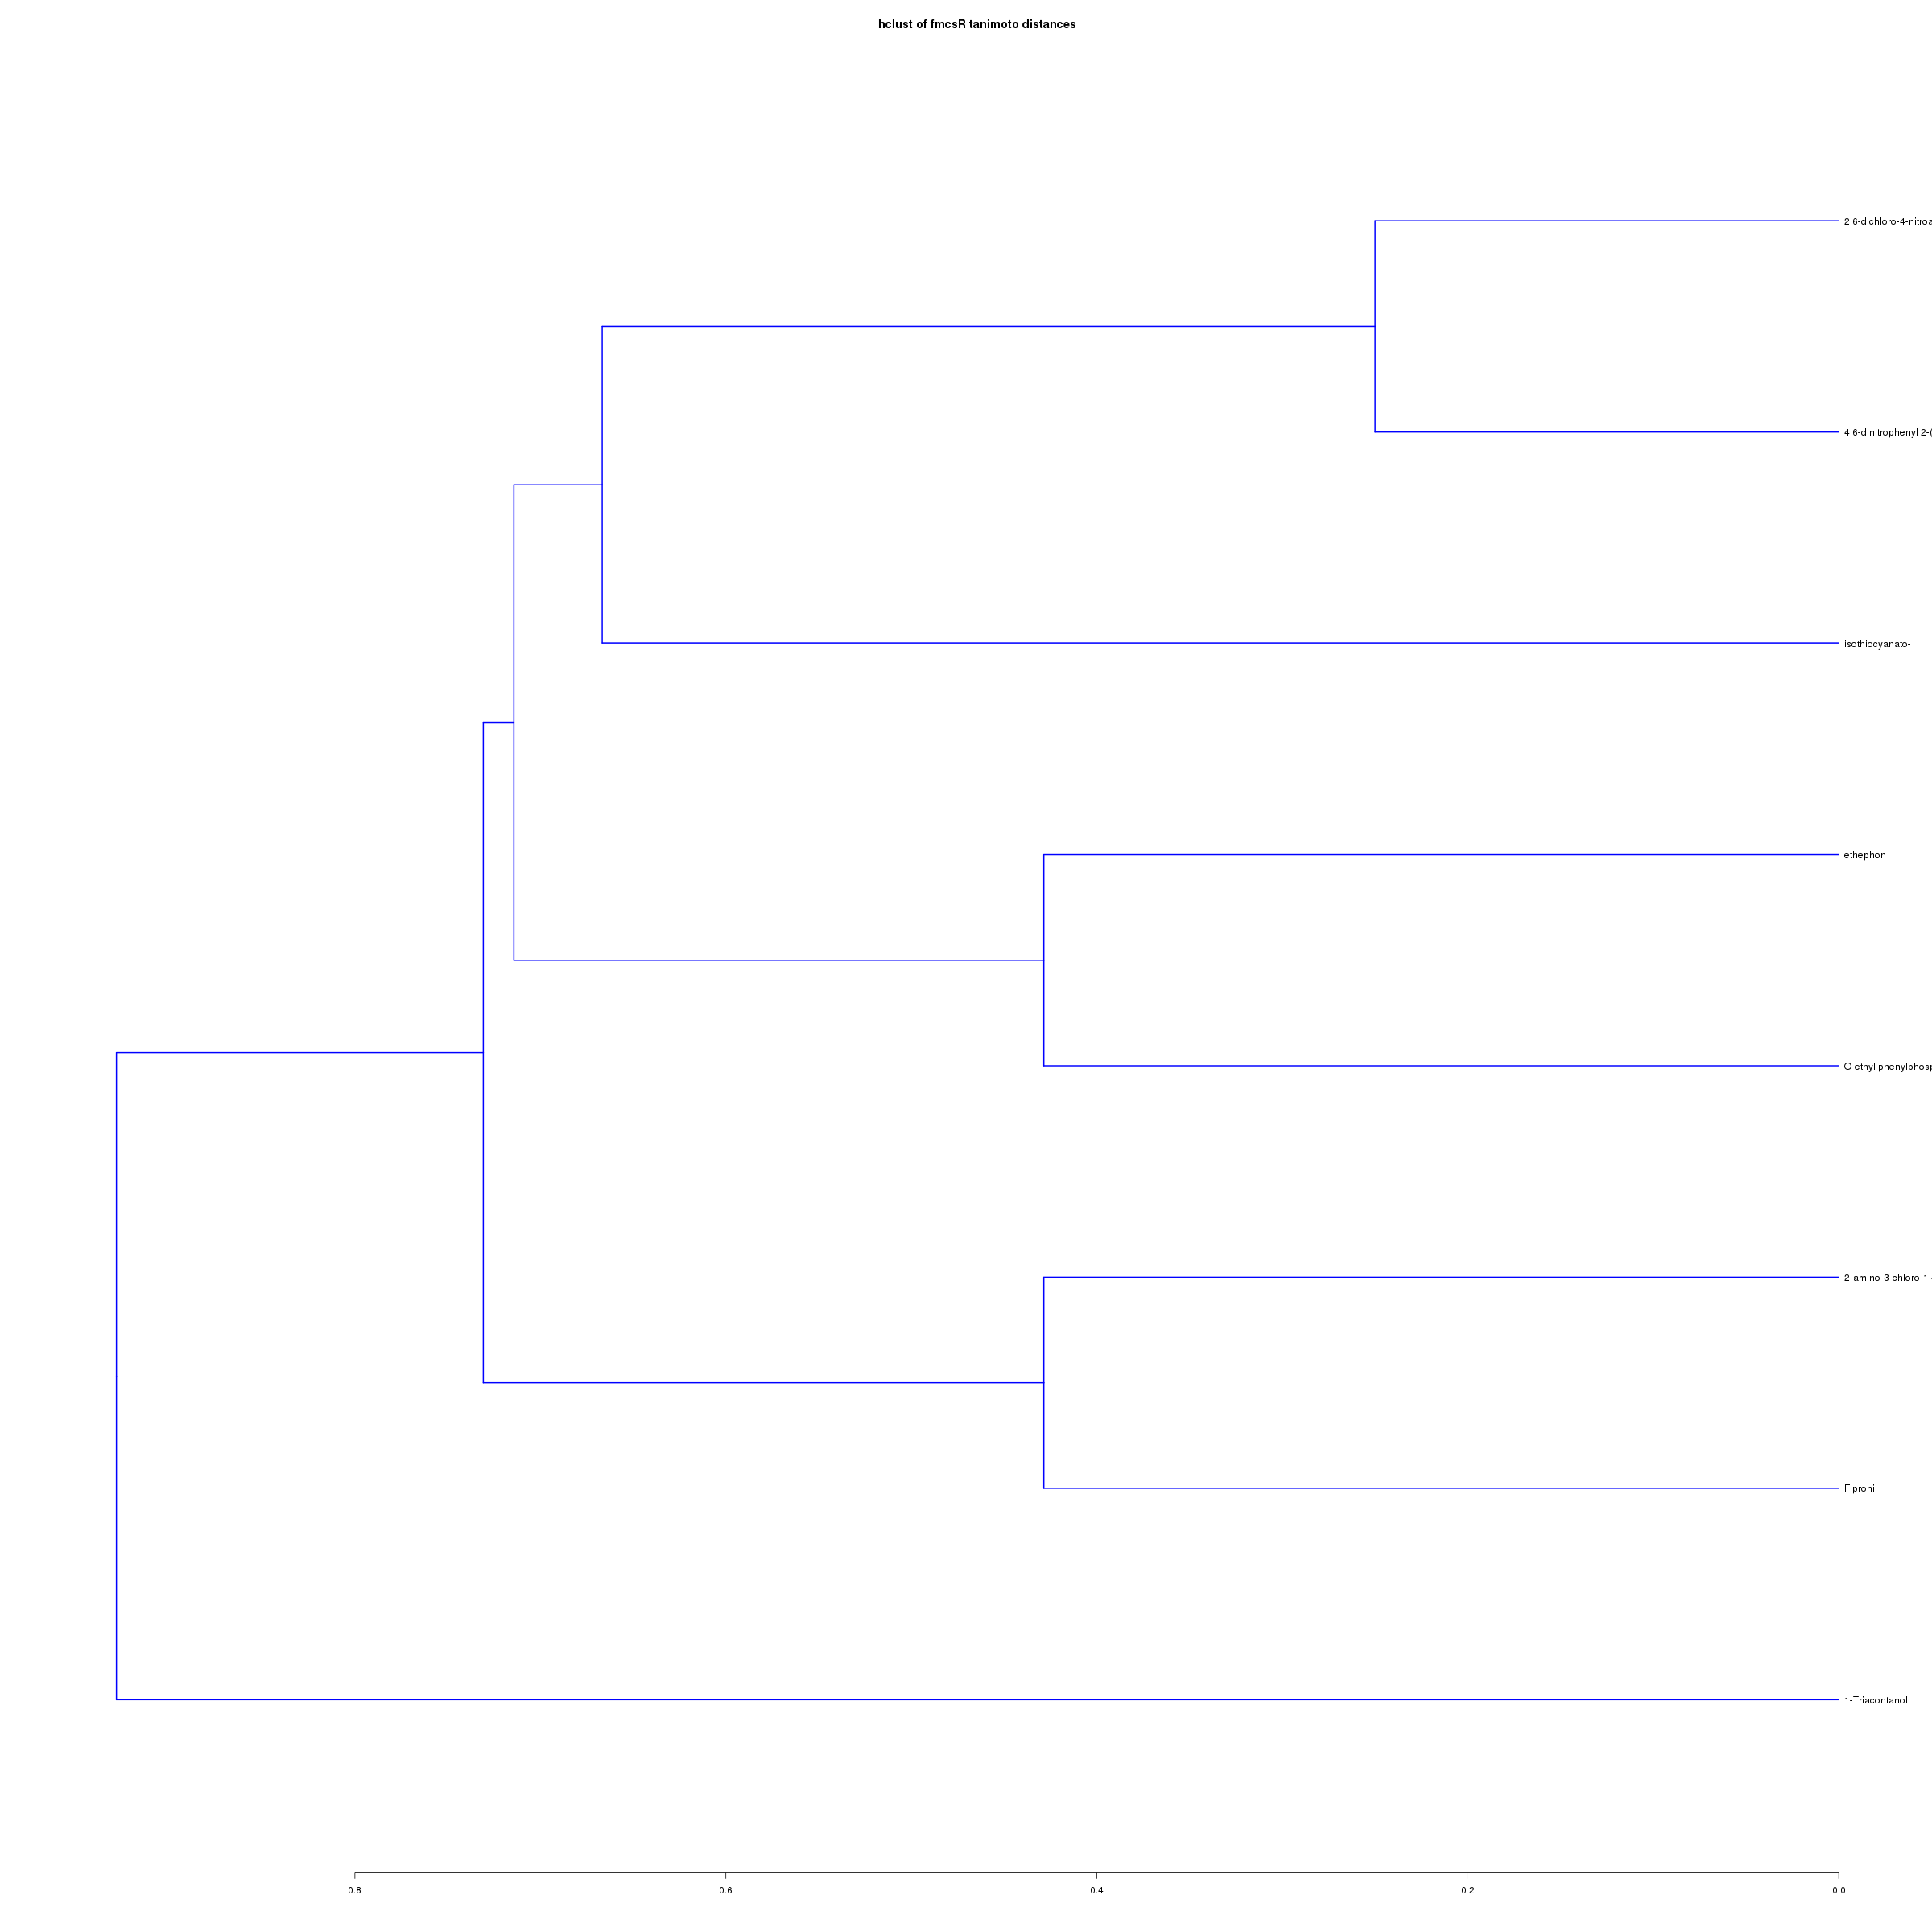 hclust of fmcsR tanimoto distances
2,6-dichloro-4-nitroa
4,6-dinitrophenyl 2-(
isothiocyanato-
ethephon
O-ethyl phenylphosp
2-amino-3-chloro-1,
Fipronil
1-Triacontanol
0.8 0.6 0.4 0.2 0.0